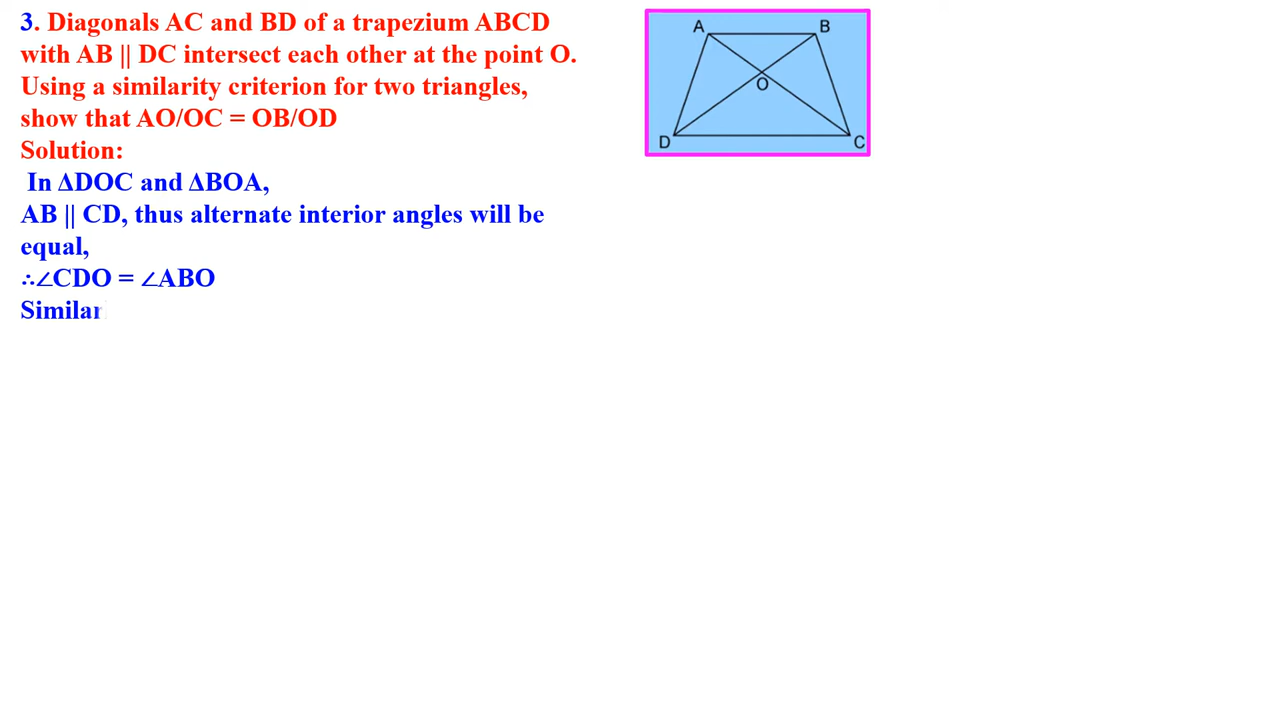 3. Diagonals AC and BD of a trapezium ABCD
with AB || DC intersect each other at the point O.
Using a similarity criterion for two triangles,
show that AO/OC = OB/OD
Solution:
In ΔDOC and ΔBOA,
AB || CD, thus alternate interior angles will be
equal,
∴∠CDO = ∠ABO
Similar
A
B
O
D
C